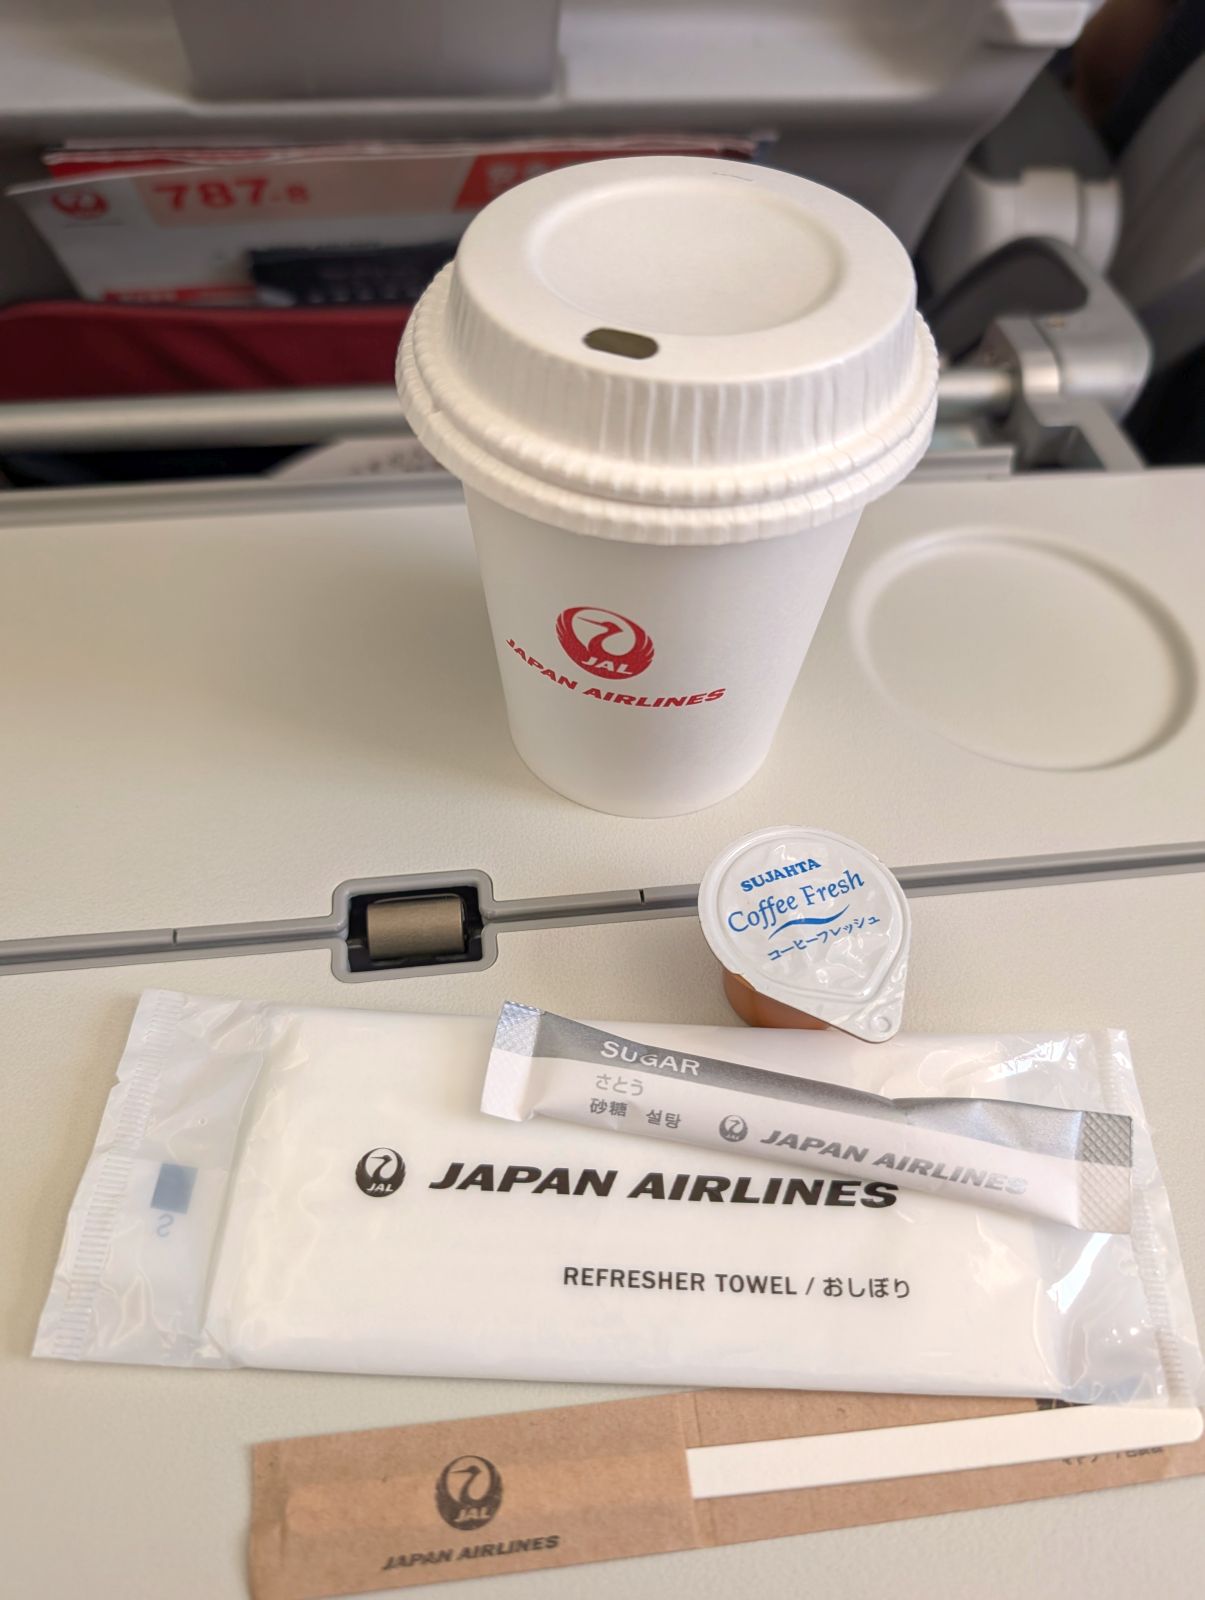 787-8
JAL
JAPAN AIRLINES
SUJAHTA
Coffee Fresh
コーヒーフレッシュ
SUGAR
さとう
砂糖 설탕
JAPAN AIRLINES
JAL
JAPAN AIRLINES
S
REFRESHER TOWEL / おしぼり
JAL
JAPAN AIRLINES